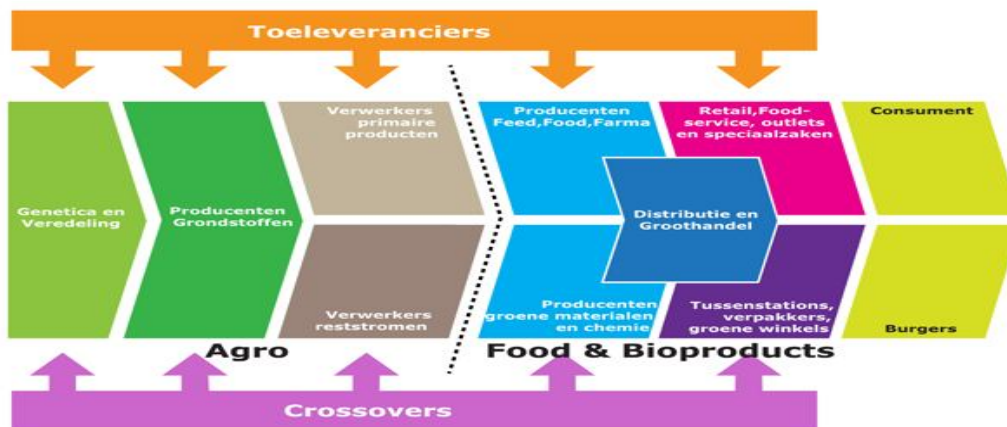 Toeleveranciers
Genetica en
Veredeling
Producenten
Grondstoffen
Verwerkers
primaire
producten
Verwerkers
reststromen
Producenten
Feed,Food,Farma
Producenten
groene materialen
en chemie
Distributie en
Groothandel
Retail,Food-
service, outlets
en speciaalzaken
Tussenstations,
verpakkers,
groene winkels
Consument
Burgers
Agro
Food & Bioproducts
Crossovers